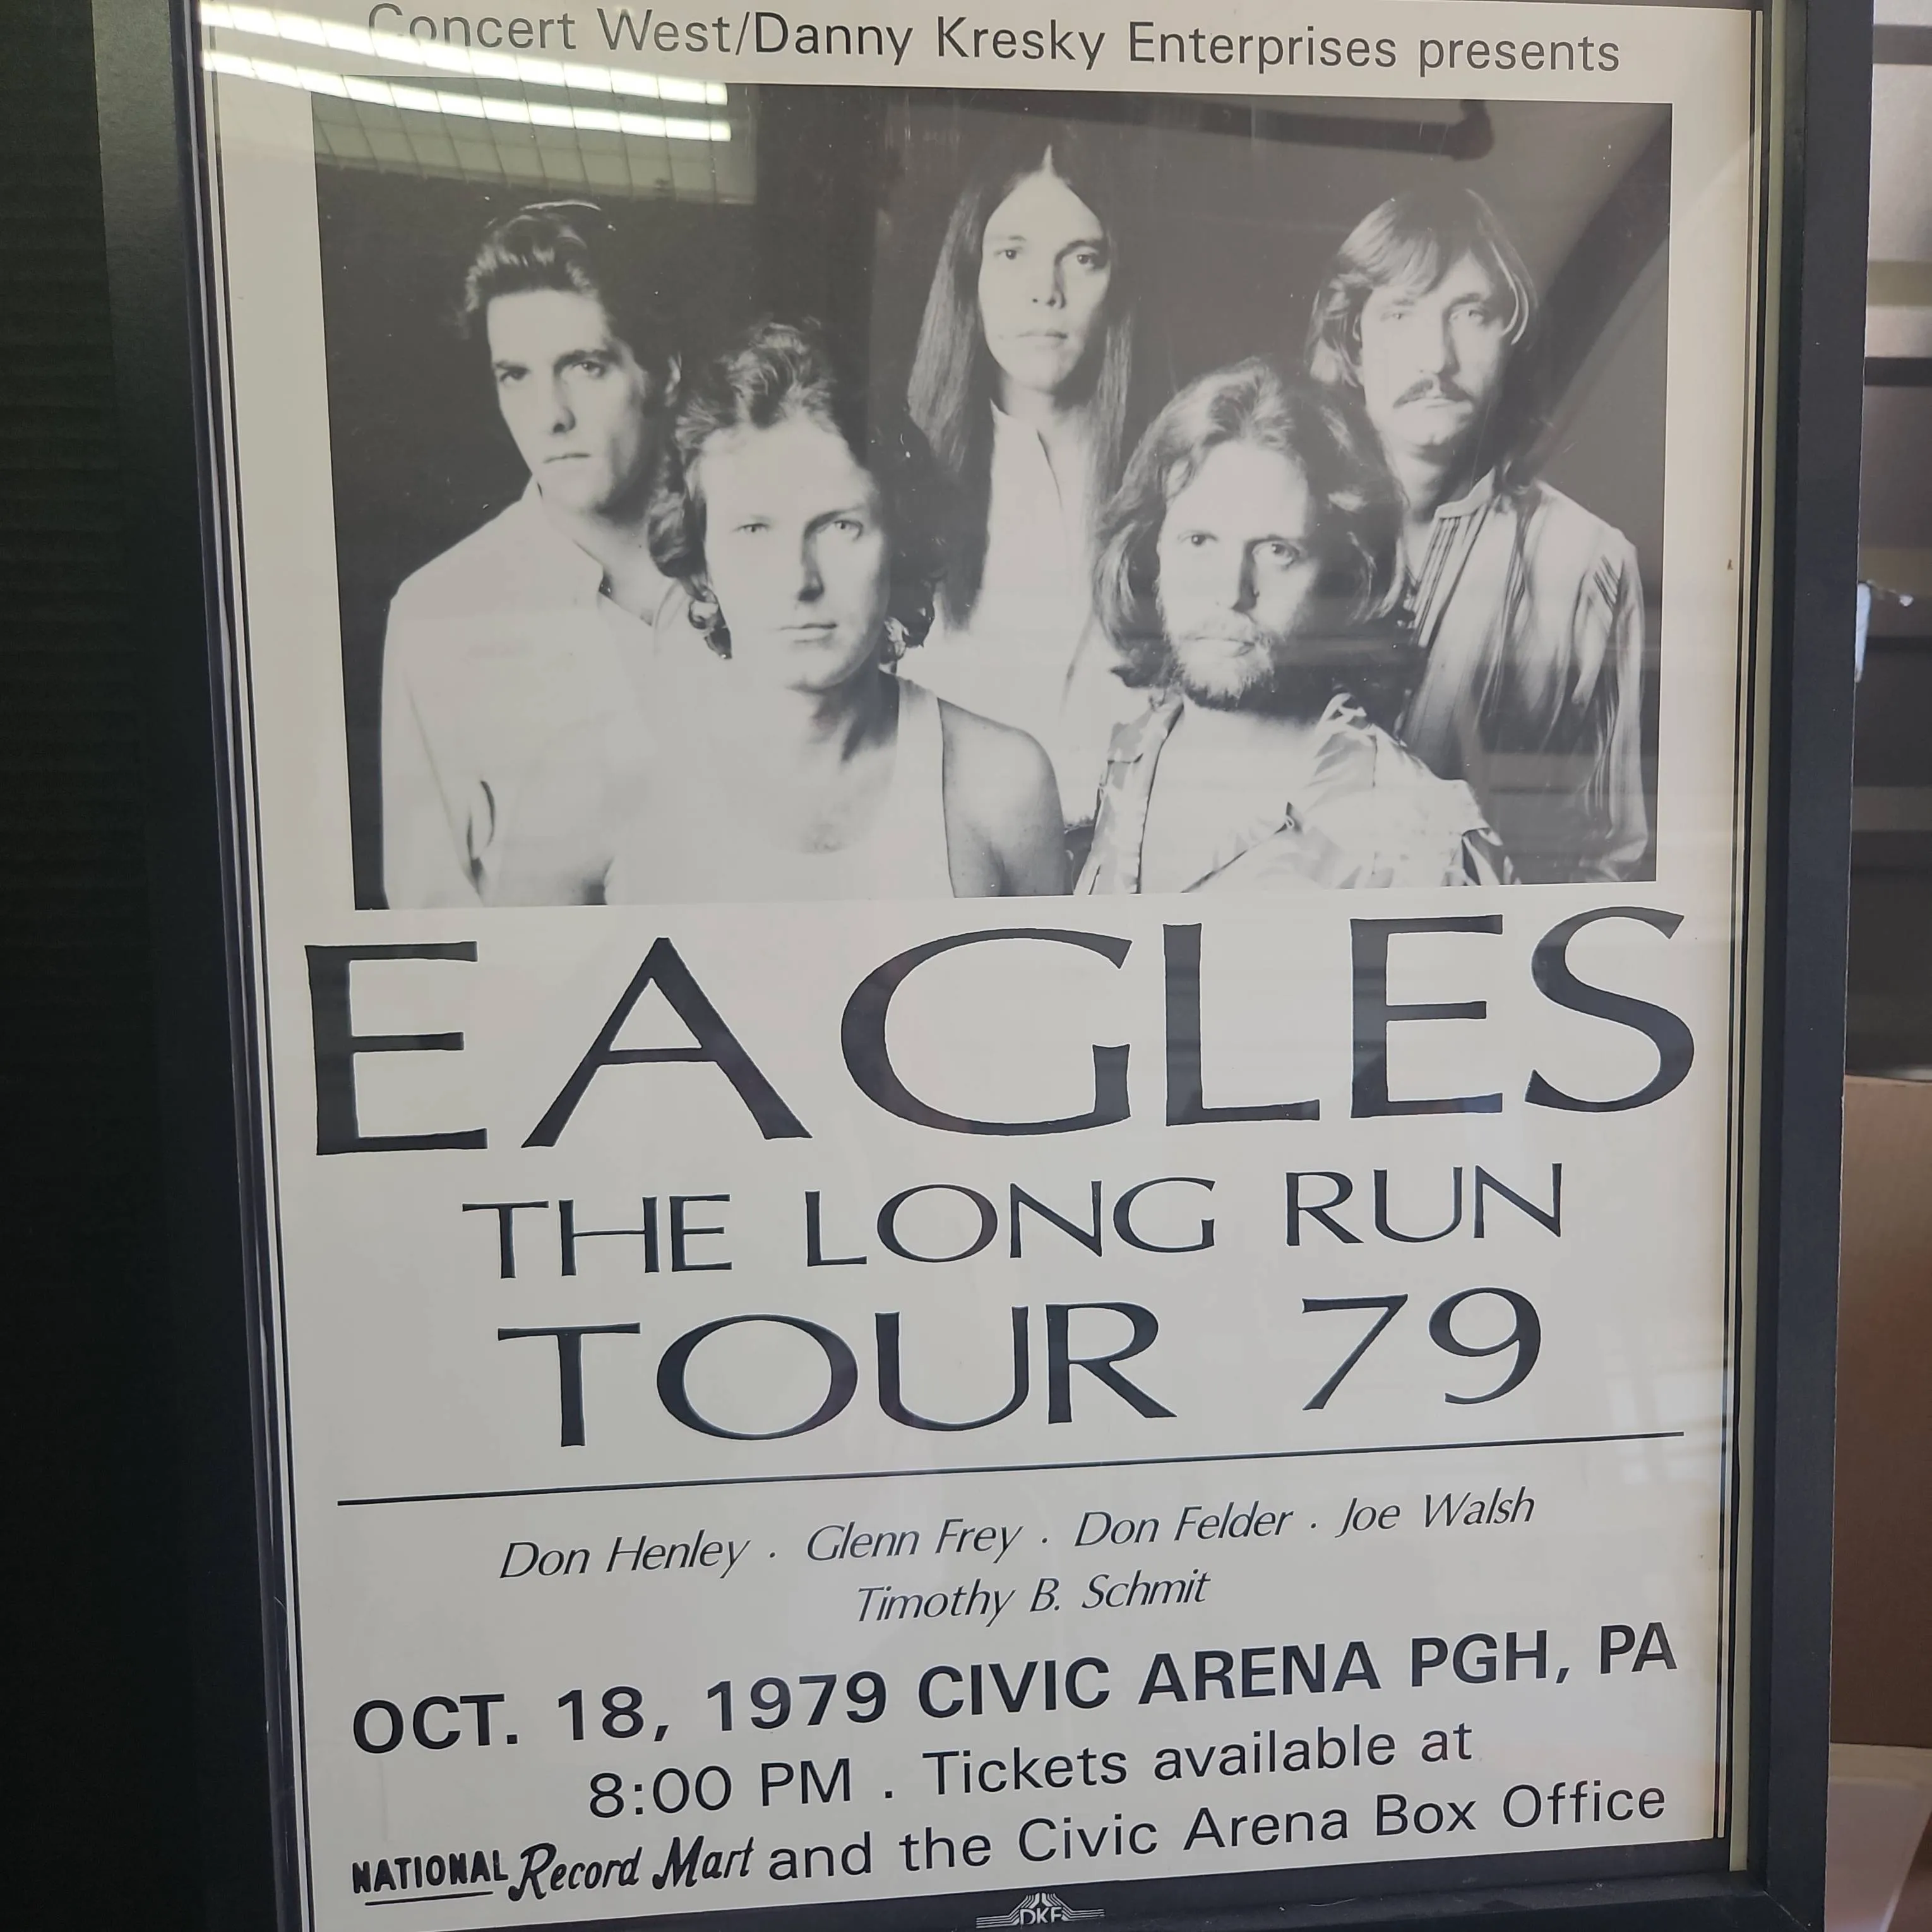 Concert West/Danny Kresky Enterprises presents
EAGLES
THE LONG RUN
TOUR 79
Don Henley . Glenn Frey . Don Felder . Joe Walsh
Timothy B. Schmit
OCT. 18, 1979 CIVIC ARENA PGH, PA
8:00 PM . Tickets available at
NATIONAL Record Mart and the Civic Arena Box Office
DKE